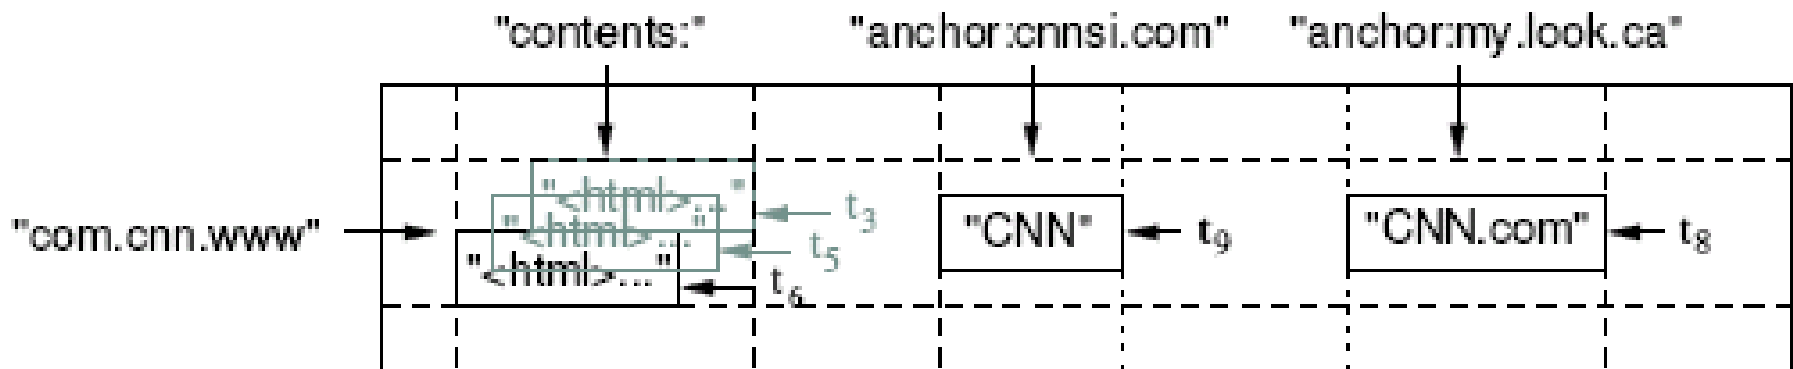 "contents:" "anchor:cnnsi.com" "anchor:my.look.ca"
"<html>..." t3
"com.cnn.www" "<html>..." t5 "CNN" t9 "CNN.com" t8
"<html>..." t6